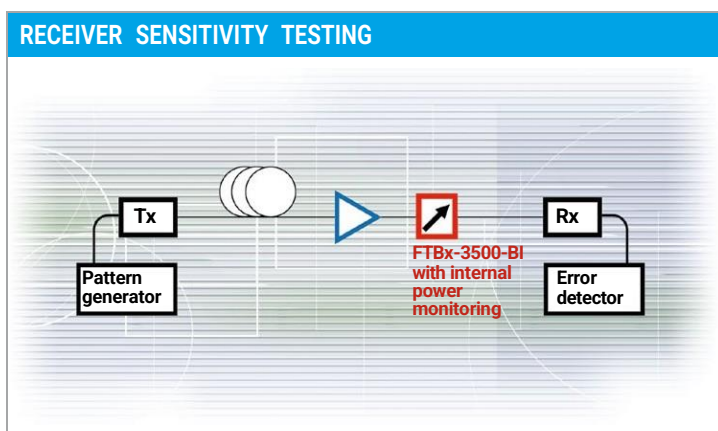 RECEIVER SENSITIVITY TESTING
Tx
Rx
FTBx-3500-BI
with internal
power
monitoring
Pattern
generator
Error
detector